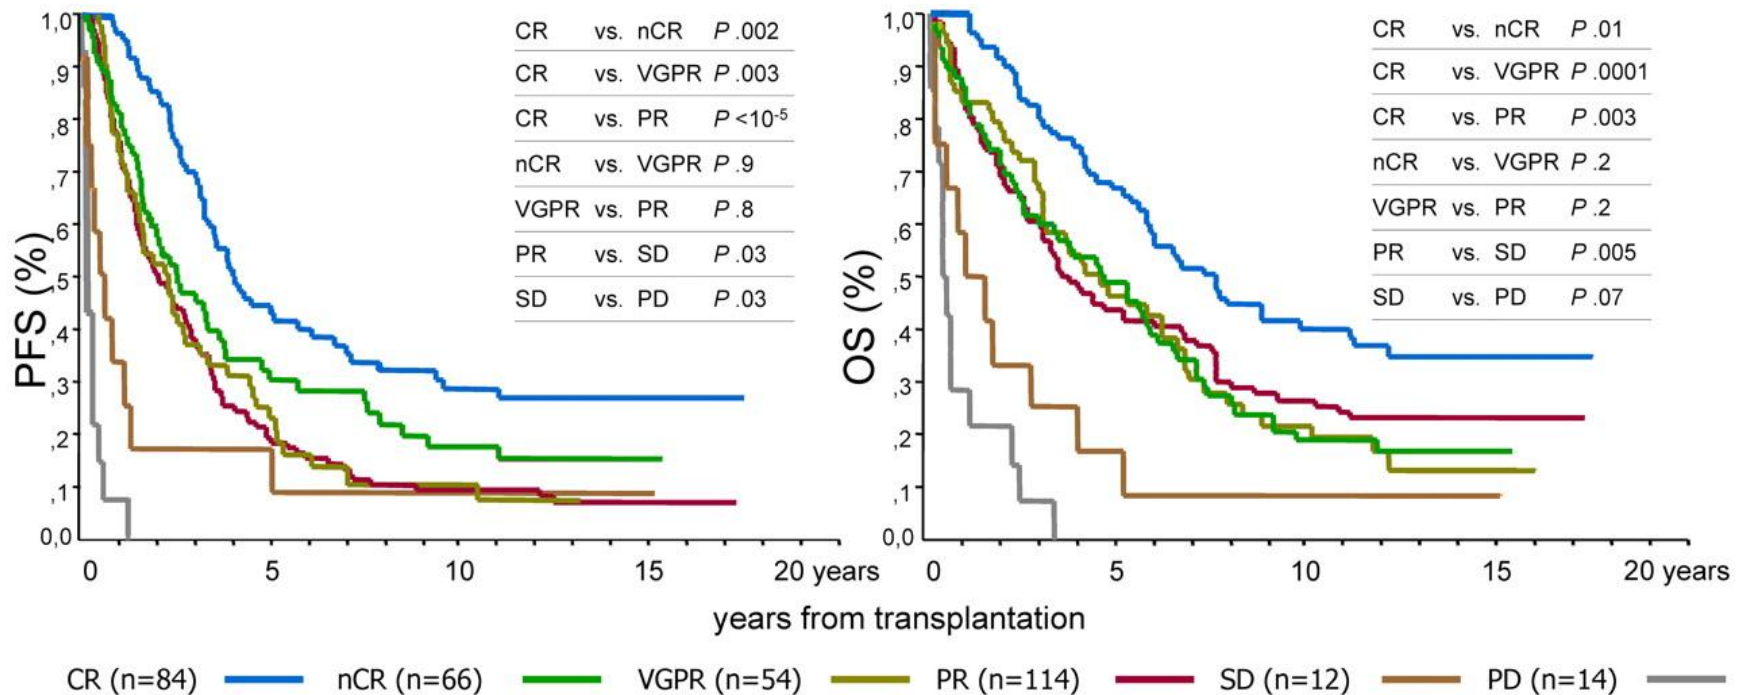 PFS (%)
1,0
,9
,8
,7
,6
,5
,4
,3
,2
,1
0,0
CR vs. nCR P .002
CR vs. VGPR P .003
CR vs. PR P <10-5
nCR vs. VGPR P .9
VGPR vs. PR P .8
PR vs. SD P .03
SD vs. PD P .03
0 5 10 15 20 years
OS (%)
1,0
,9
,8
,7
,6
,5
,4
,3
,2
,1
0,0
CR vs. nCR P .01
CR vs. VGPR P .0001
CR vs. PR P .003
nCR vs. VGPR P .2
VGPR vs. PR P .2
PR vs. SD P .005
SD vs. PD P .07
0 5 10 15 20 years
years from transplantation
CR (n=84) nCR (n=66) VGPR (n=54) PR (n=114) SD (n=12) PD (n=14)